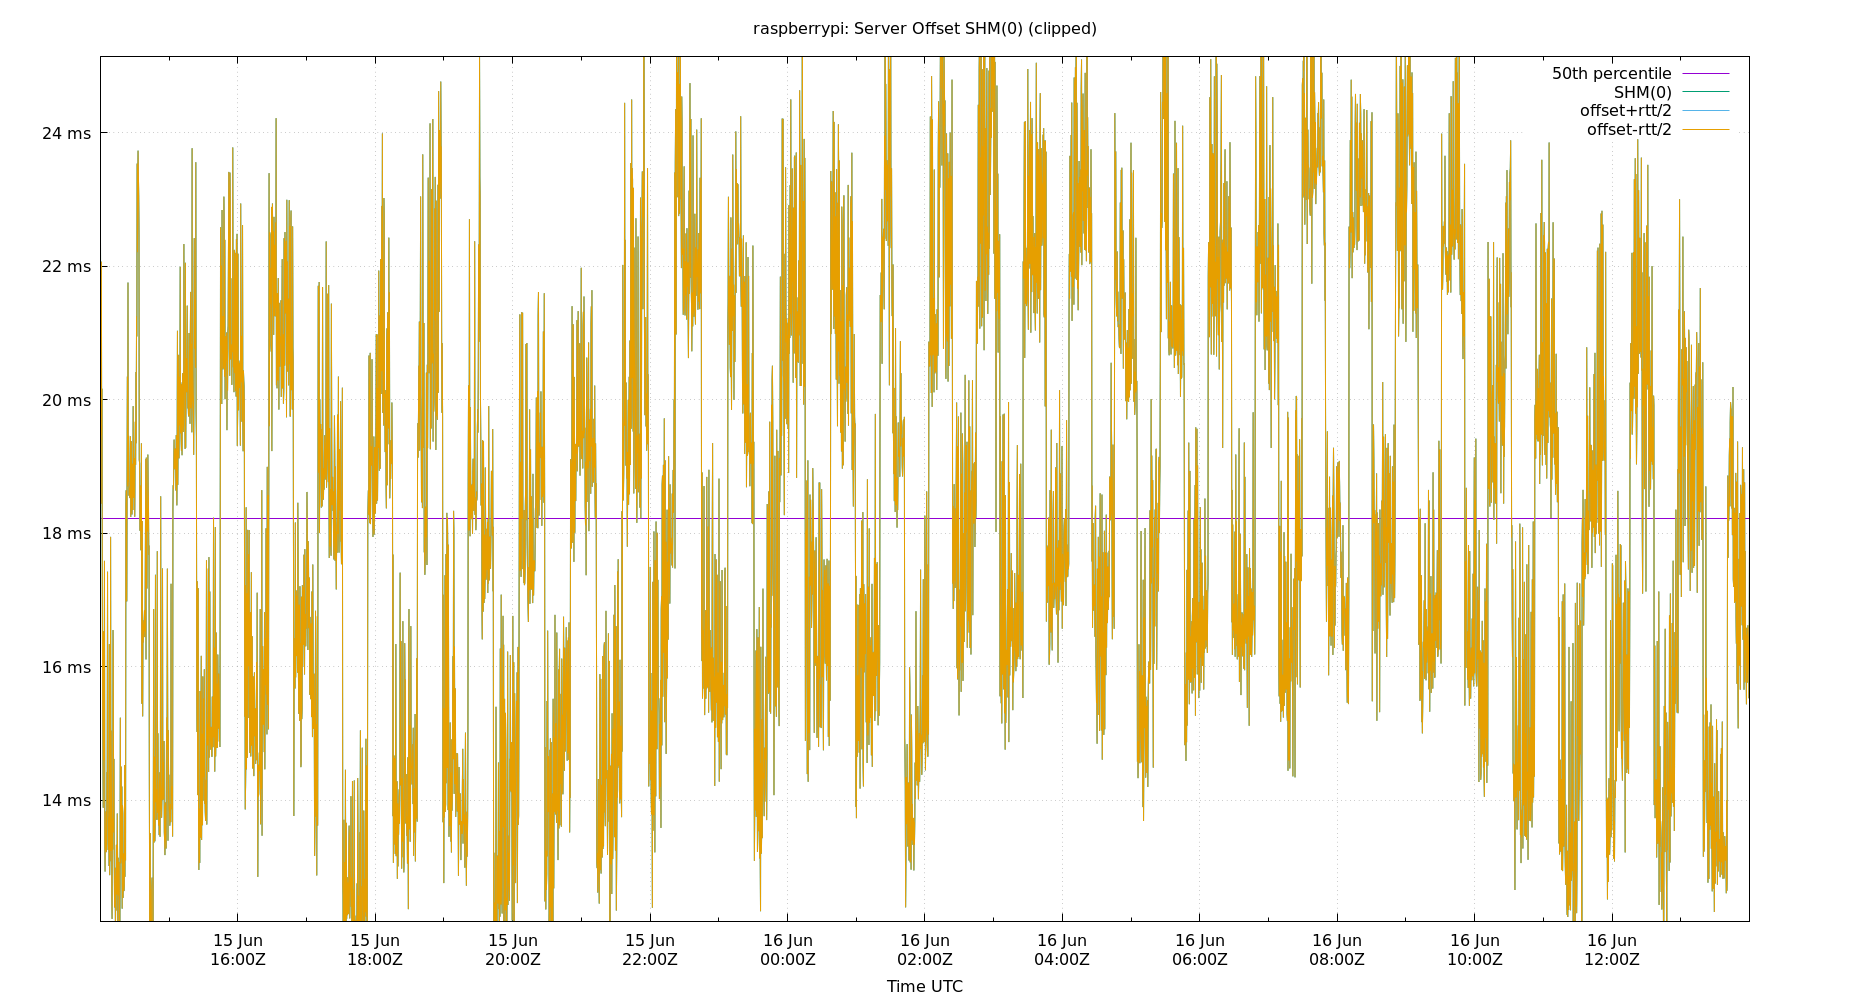 raspberrypi: Server Offset SHM(0) (clipped)
50th percentile
SHM(0)
offset+rtt/2
offset-rtt/2
24 ms
22 ms
20 ms
18 ms
16 ms
14 ms
15 Jun 15 Jun 15 Jun 15 Jun 16 Jun 16 Jun 16 Jun 16 Jun 16 Jun 16 Jun 16 Jun
16:00Z 18:00Z 20:00Z 22:00Z 00:00Z 02:00Z 04:00Z 06:00Z 08:00Z 10:00Z 12:00Z
Time UTC